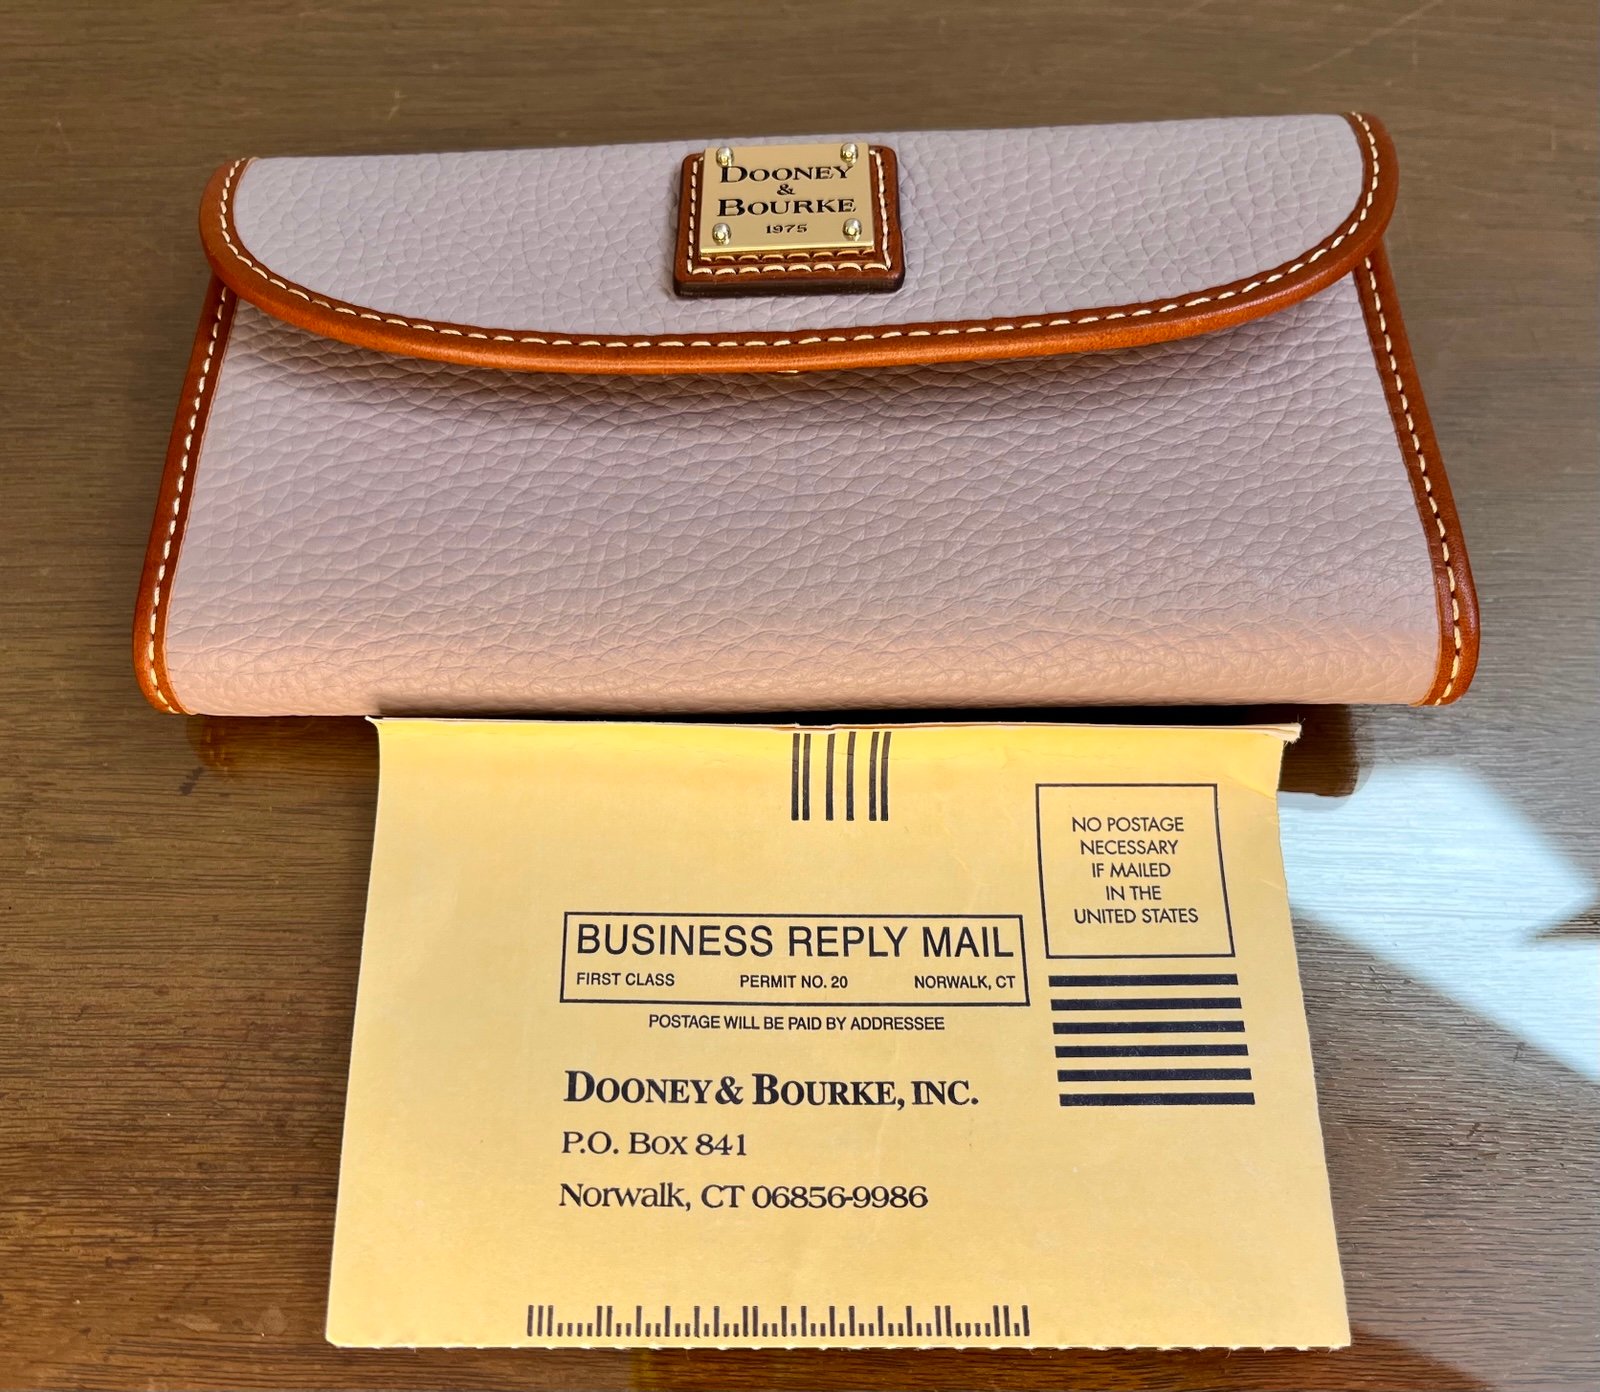 DOONEY
&
BOURKE
1975
NO POSTAGE
NECESSARY
IF MAILED
IN THE
UNITED STATES
BUSINESS REPLY MAIL
FIRST CLASS PERMIT NO. 20 NORWALK, CT
POSTAGE WILL BE PAID BY ADDRESSEE
DOONEY & BOURKE, INC.
P.O. Box 841
Norwalk, CT 06856-9986